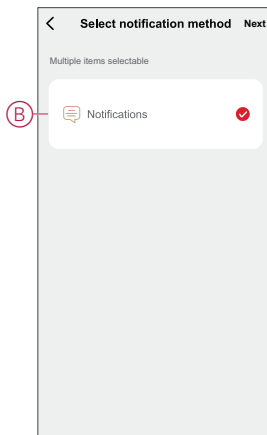 Select notification method Next
Multiple items selectable
B Notifications